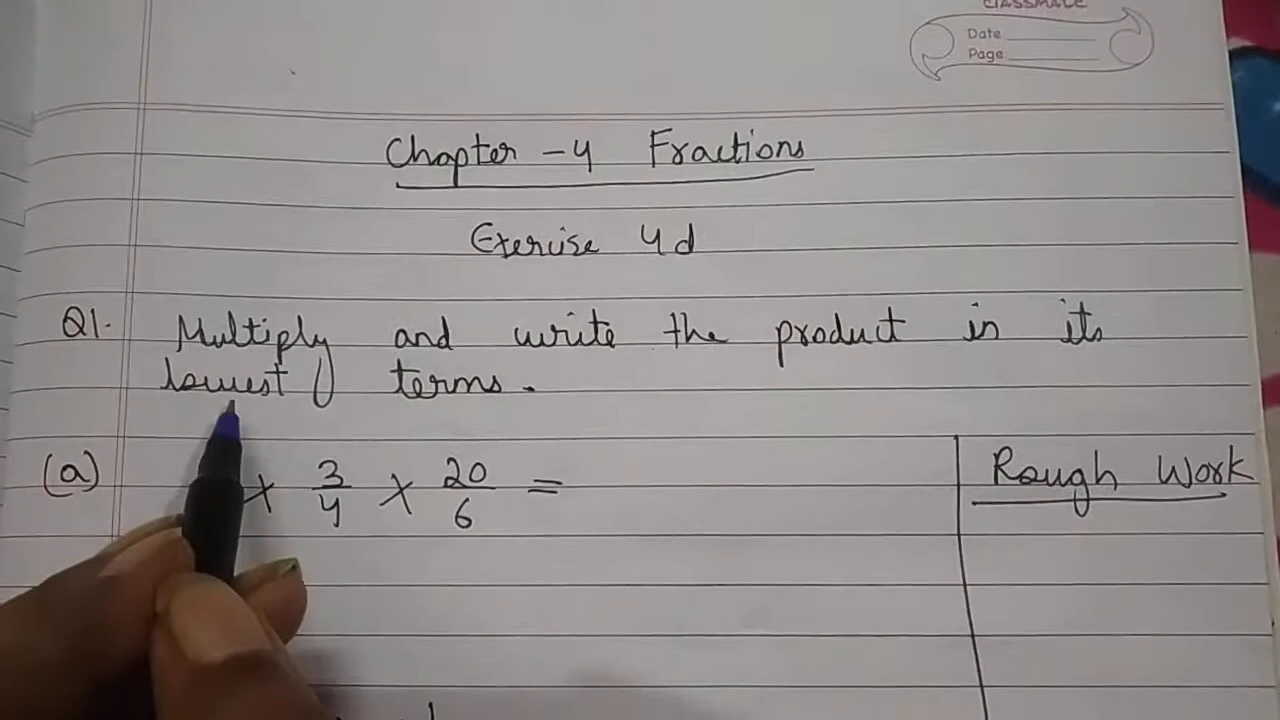 CLASSMATE
Date
Page
Chapter - 4 Fractions
Exercise 4d
Q1. Multiply and write the product in its
lowest terms.
(a) × 3/4 × 20/6 =
Rough Work